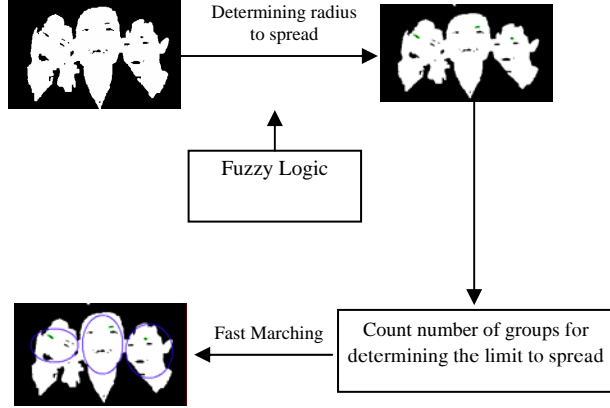 Determining radius
to spread
Fuzzy Logic
Fast Marching
Count number of groups for
determining the limit to spread